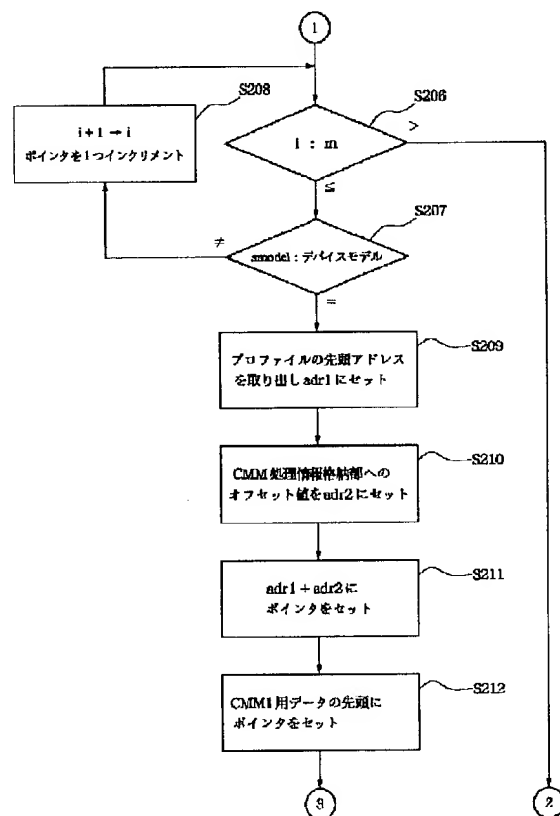 1
S208
i+1→i
ポインタを1つインクリメント
S206
i : m
>
≤
S207
smodel : デバイスモデル
≠
=
プロファイルの先頭アドレス
を取り出しadr1にセット
S209
CMM処理情報格納部への
オフセット値をadr2にセット
S210
adr1+adr2に
ポインタをセット
S211
CMM1用データの先頭に
ポインタをセット
S212
3
2